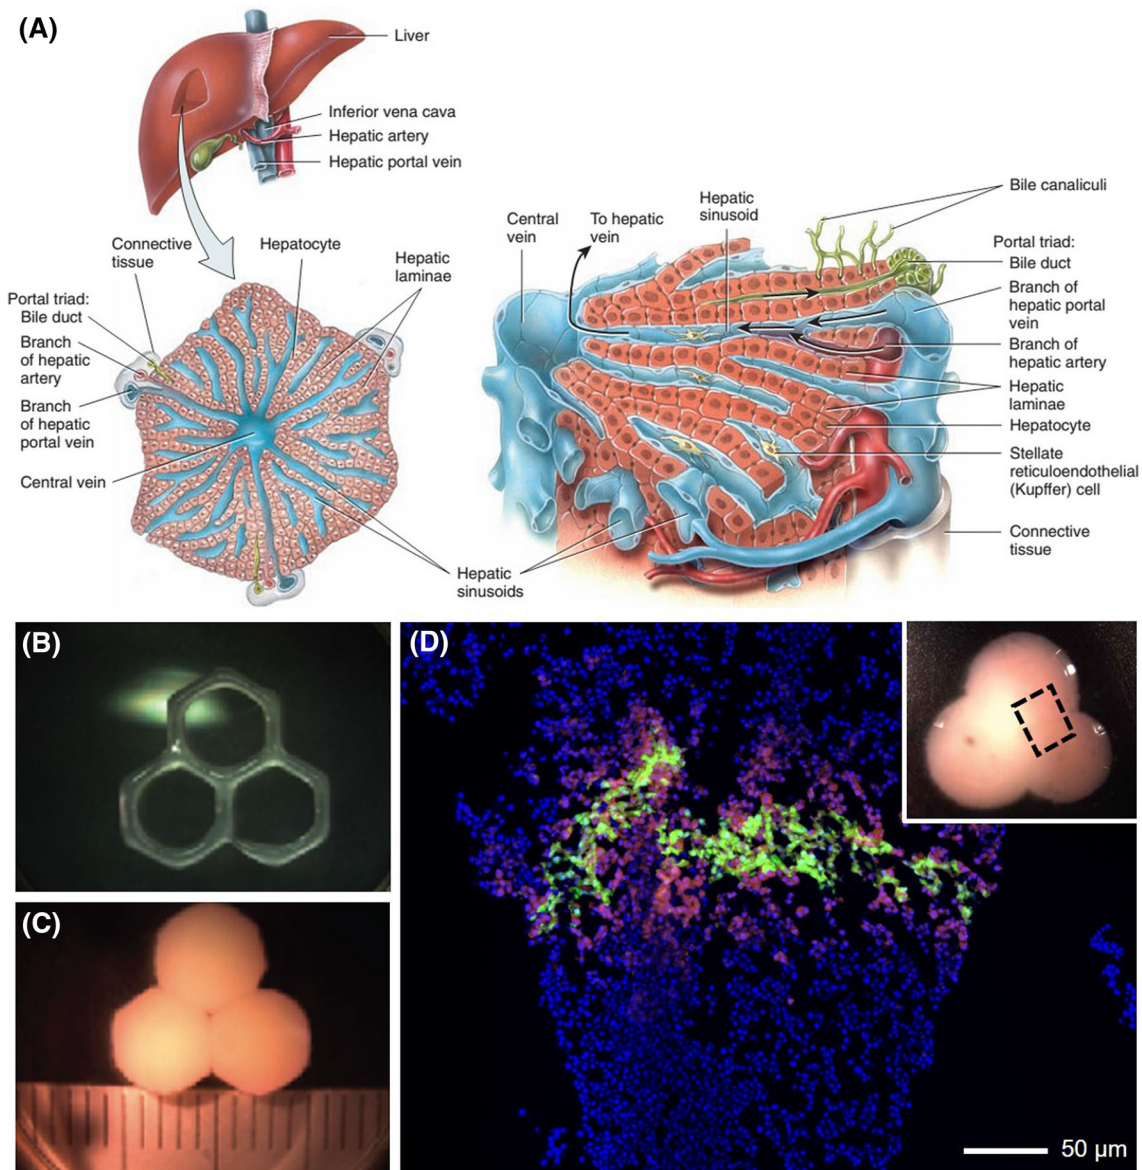 (A)
Liver
Inferior vena cava
Hepatic artery
Hepatic portal vein
Connective
tissue
Hepatocyte
Hepatic
laminae
Portal triad:
Bile duct
Branch
of hepatic
artery
Branch
of hepatic
portal vein
Central vein
Hepatic
sinusoids
Central
vein
To hepatic
vein
Hepatic
sinusoid
Bile canaliculi
Portal triad:
Bile duct
Branch of
hepatic portal
vein
Branch of
hepatic artery
Hepatic
laminae
Hepatocyte
Stellate
reticuloendothelial
(Kupffer) cell
Connective
tissue
(B)
(C)
(D)
50 µm